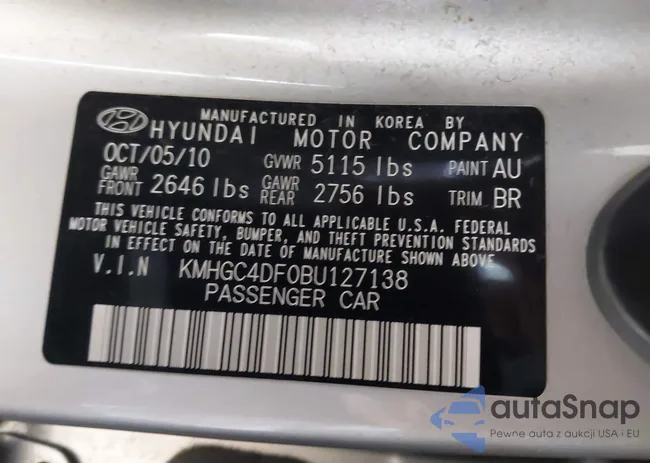 MANUFACTURED IN KOREA BY
HYUNDAI MOTOR COMPANY
OCT/05/10 GVWR 5115 lbs PAINT AU
GAWR FRONT 2646 lbs GAWR REAR 2756 lbs TRIM BR
THIS VEHICLE CONFORMS TO ALL APPLICABLE U.S.A. FEDERAL
MOTOR VEHICLE SAFETY, BUMPER, AND THEFT PREVENTION STANDARDS
IN EFFECT ON THE DATE OF MANUFACTURE SHOWN ABOVE.
V.I.N KMHGC4DF0BU127138
PASSENGER CAR
autaSnap
Pewne auta z aukcji USA i EU